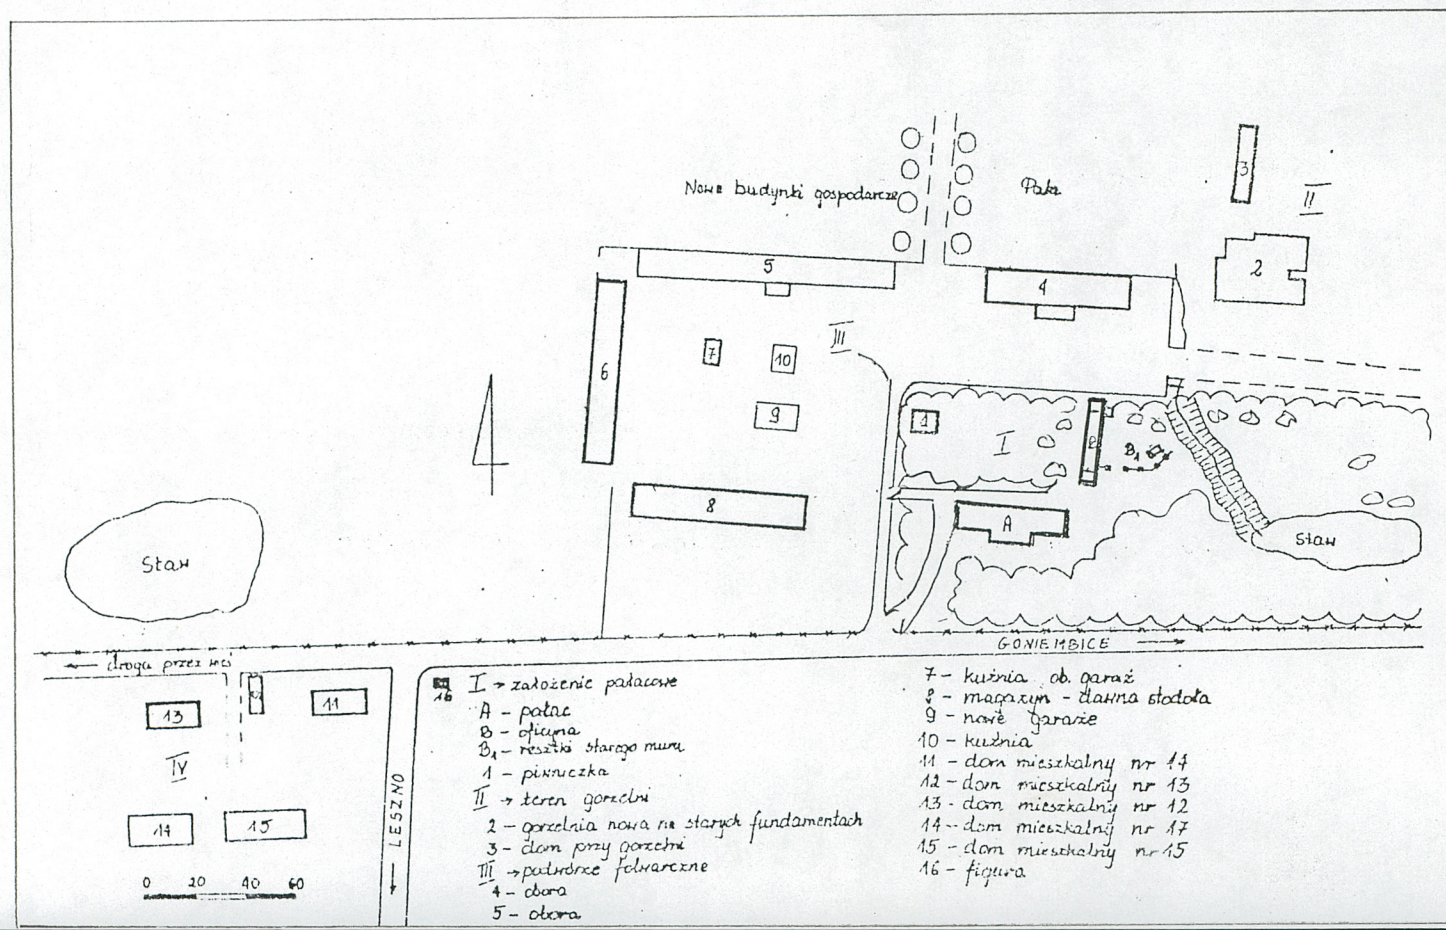 Nowe budynki gospodarcze
Pola
3
II
5
4
2
III
7
10
6
9
1
I
B
B₁
8
A
Staw
Staw
GONIEMBICE
← droga przez wieś
13
11
16
IV
14
15
← LESZNO
0 20 40 60
I → założenie pałacowe
A – pałac
B – oficyna
B₁ – resztki starego muru
1 – piwniczka
II → teren gorzelni
2 – gorzelnia nowa na starych fundamentach
3 – dom przy gorzelni
III → podwórze folwarczne
4 – obora
5 – obora
7 – kuźnia ob. garaż
8 – magazyn – dawna stodoła
9 – nowe garaże
10 – kuźnia
11 – dom mieszkalny nr 14
12 – dom mieszkalny nr 13
13 – dom mieszkalny nr 12
14 – dom mieszkalny nr 17
15 – dom mieszkalny nr 15
16 – figura